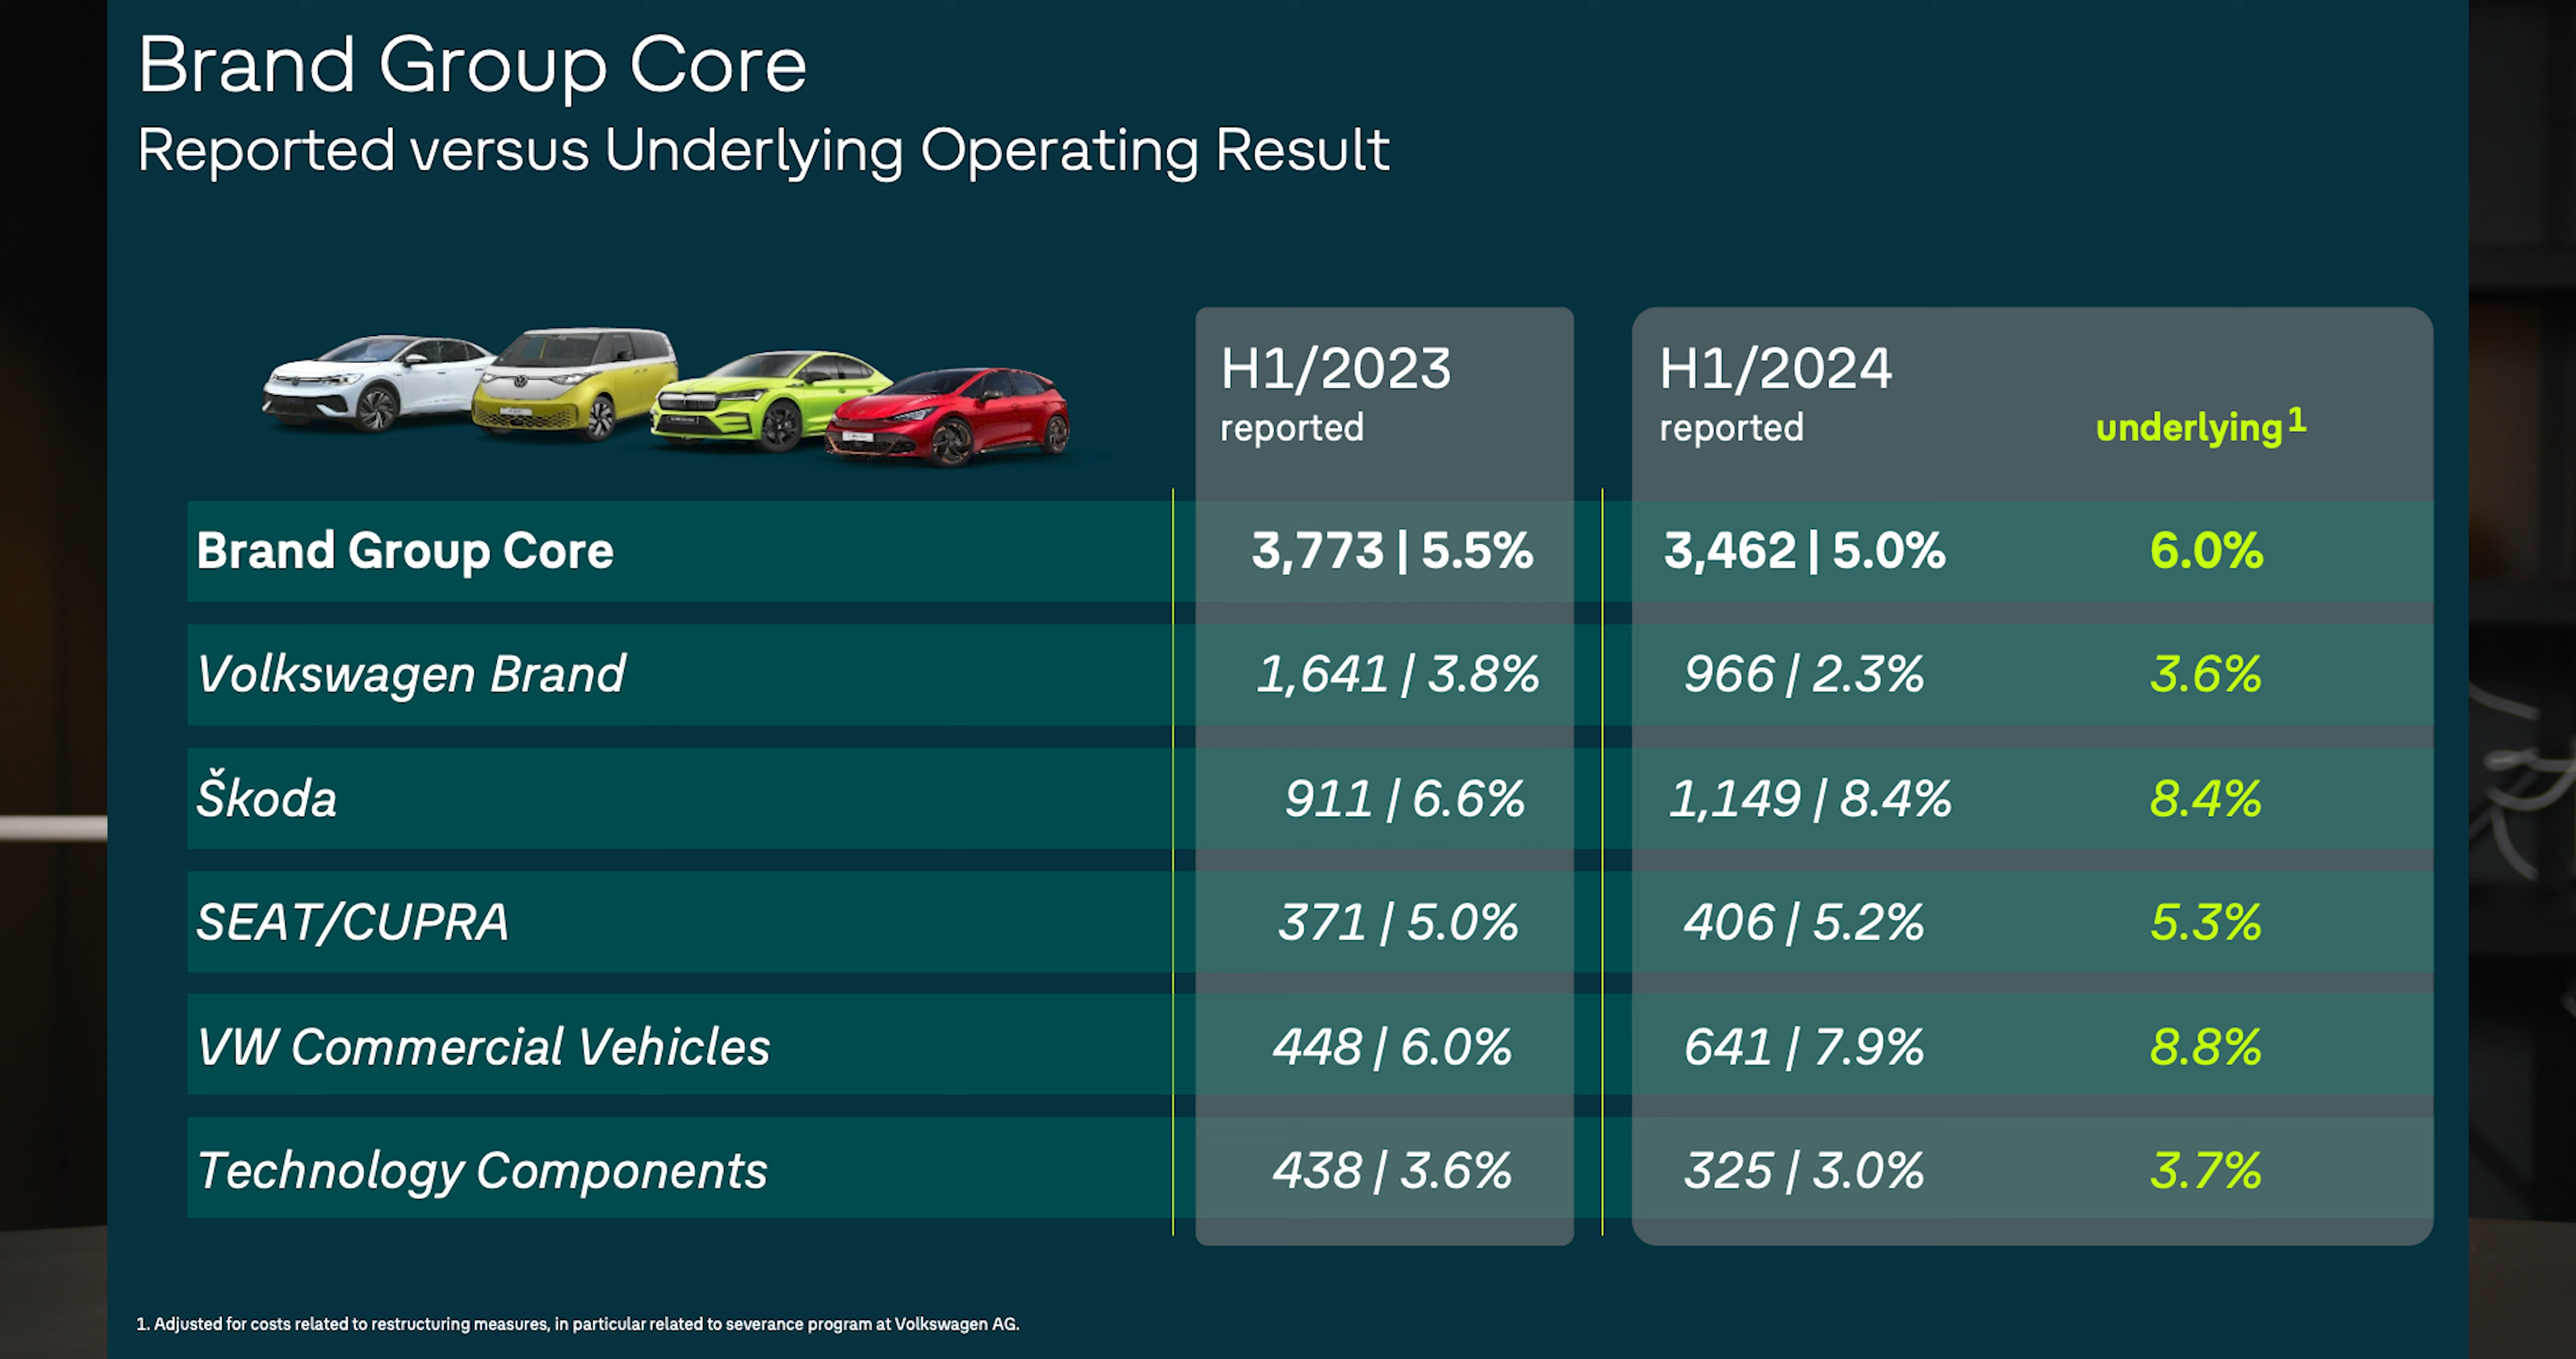 Brand Group Core
Reported versus Underlying Operating Result
H1/2023
reported
H1/2024
reported underlying¹
Brand Group Core 3,773 | 5.5% 3,462 | 5.0% 6.0%
Volkswagen Brand 1,641 | 3.8% 966 | 2.3% 3.6%
Škoda 911 | 6.6% 1,149 | 8.4% 8.4%
SEAT/CUPRA 371 | 5.0% 406 | 5.2% 5.3%
VW Commercial Vehicles 448 | 6.0% 641 | 7.9% 8.8%
Technology Components 438 | 3.6% 325 | 3.0% 3.7%
1. Adjusted for costs related to restructuring measures, in particular related to severance program at Volkswagen AG.